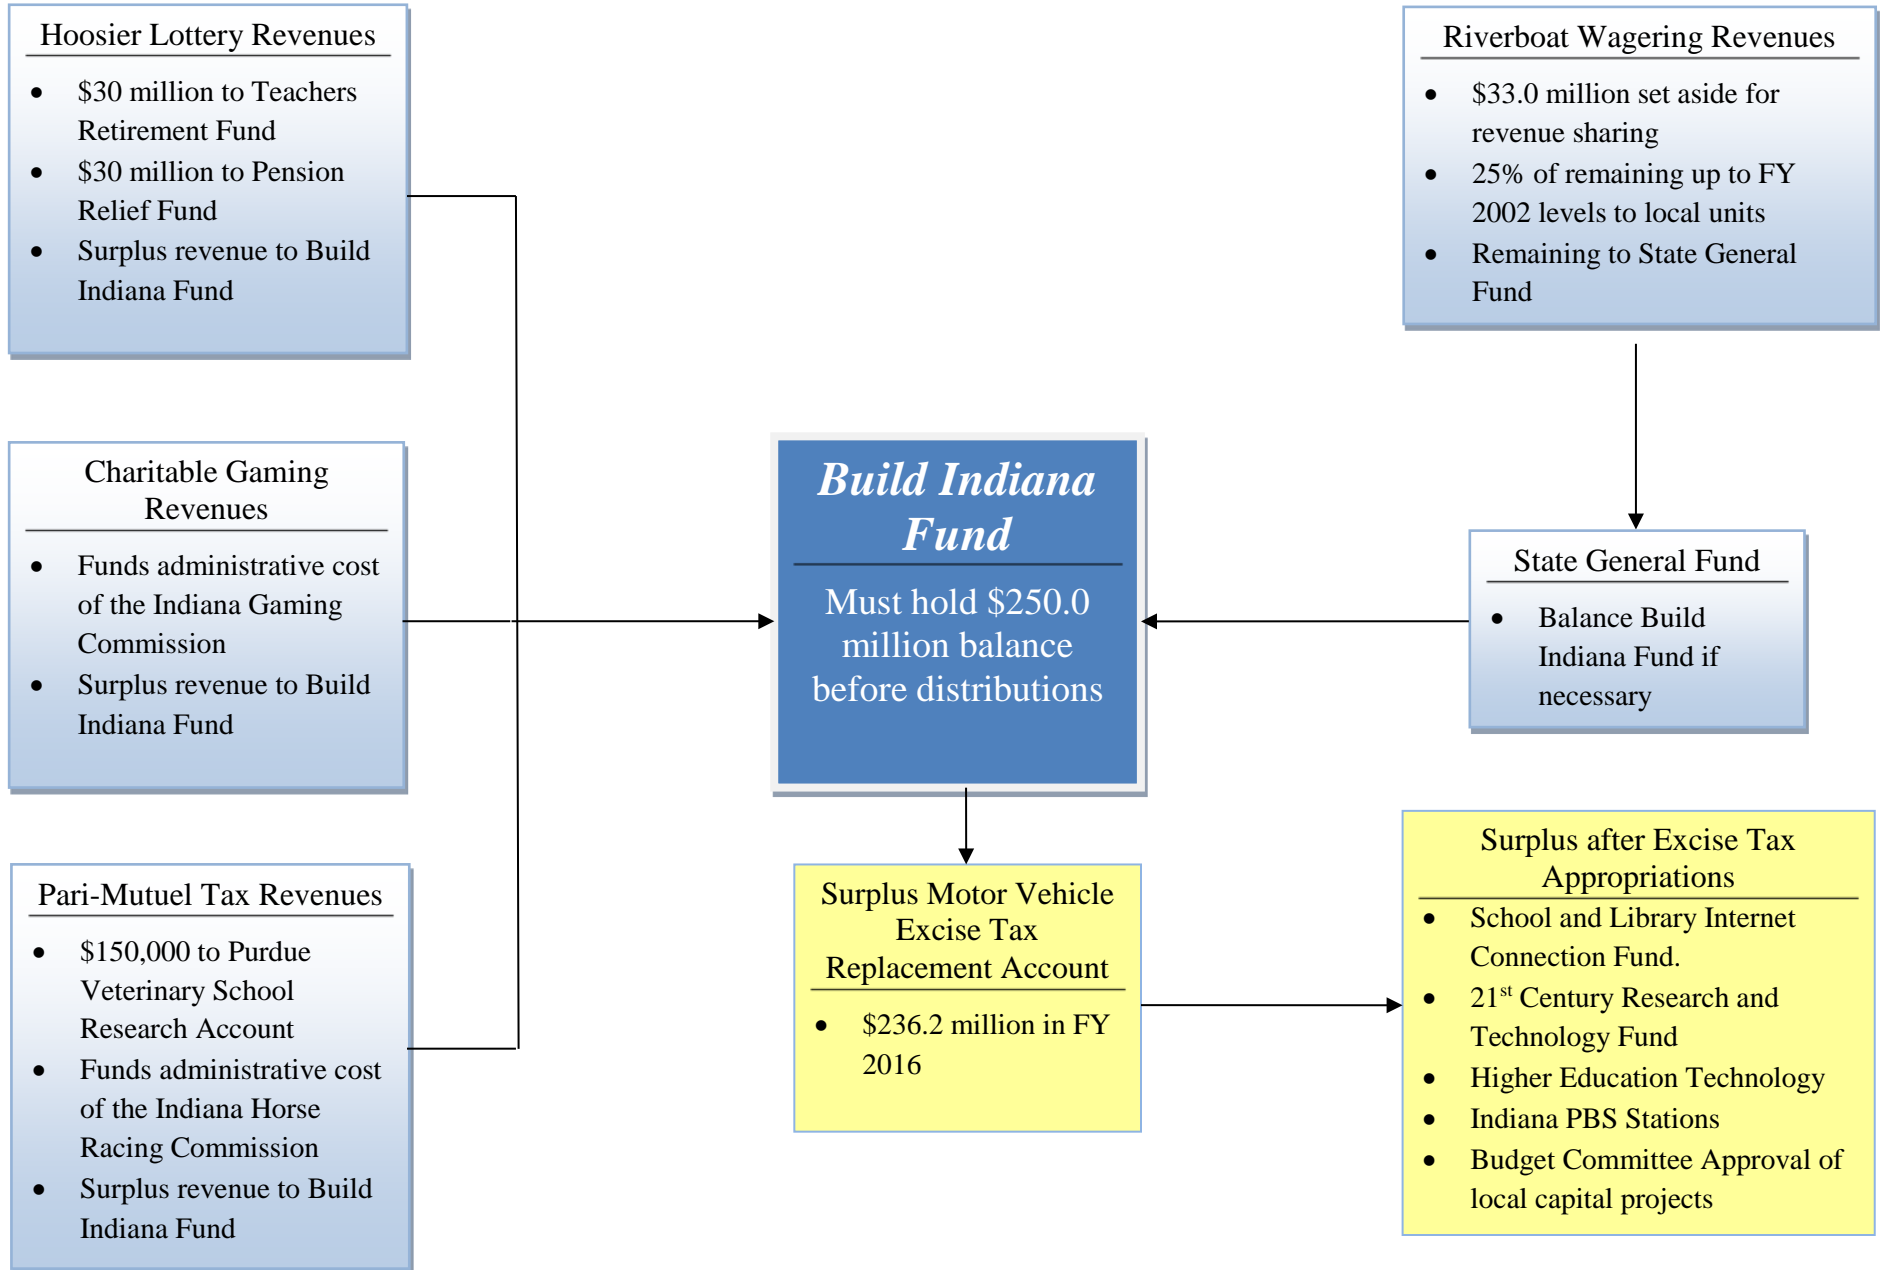 Hoosier Lottery Revenues
• $30 million to Teachers
Retirement Fund
• $30 million to Pension
Relief Fund
• Surplus revenue to Build
Indiana Fund
Riverboat Wagering Revenues
• $33.0 million set aside for
revenue sharing
• 25% of remaining up to FY
2002 levels to local units
• Remaining to State General
Fund
Charitable Gaming
Revenues
• Funds administrative cost
of the Indiana Gaming
Commission
• Surplus revenue to Build
Indiana Fund
Build Indiana
Fund
Must hold $250.0
million balance
before distributions
State General Fund
• Balance Build
Indiana Fund if
necessary
Pari-Mutuel Tax Revenues
• $150,000 to Purdue
Veterinary School
Research Account
• Funds administrative cost
of the Indiana Horse
Racing Commission
• Surplus revenue to Build
Indiana Fund
Surplus Motor Vehicle
Excise Tax
Replacement Account
• $236.2 million in FY
2016
Surplus after Excise Tax
Appropriations
• School and Library Internet
Connection Fund.
• 21st Century Research and
Technology Fund
• Higher Education Technology
• Indiana PBS Stations
• Budget Committee Approval of
local capital projects